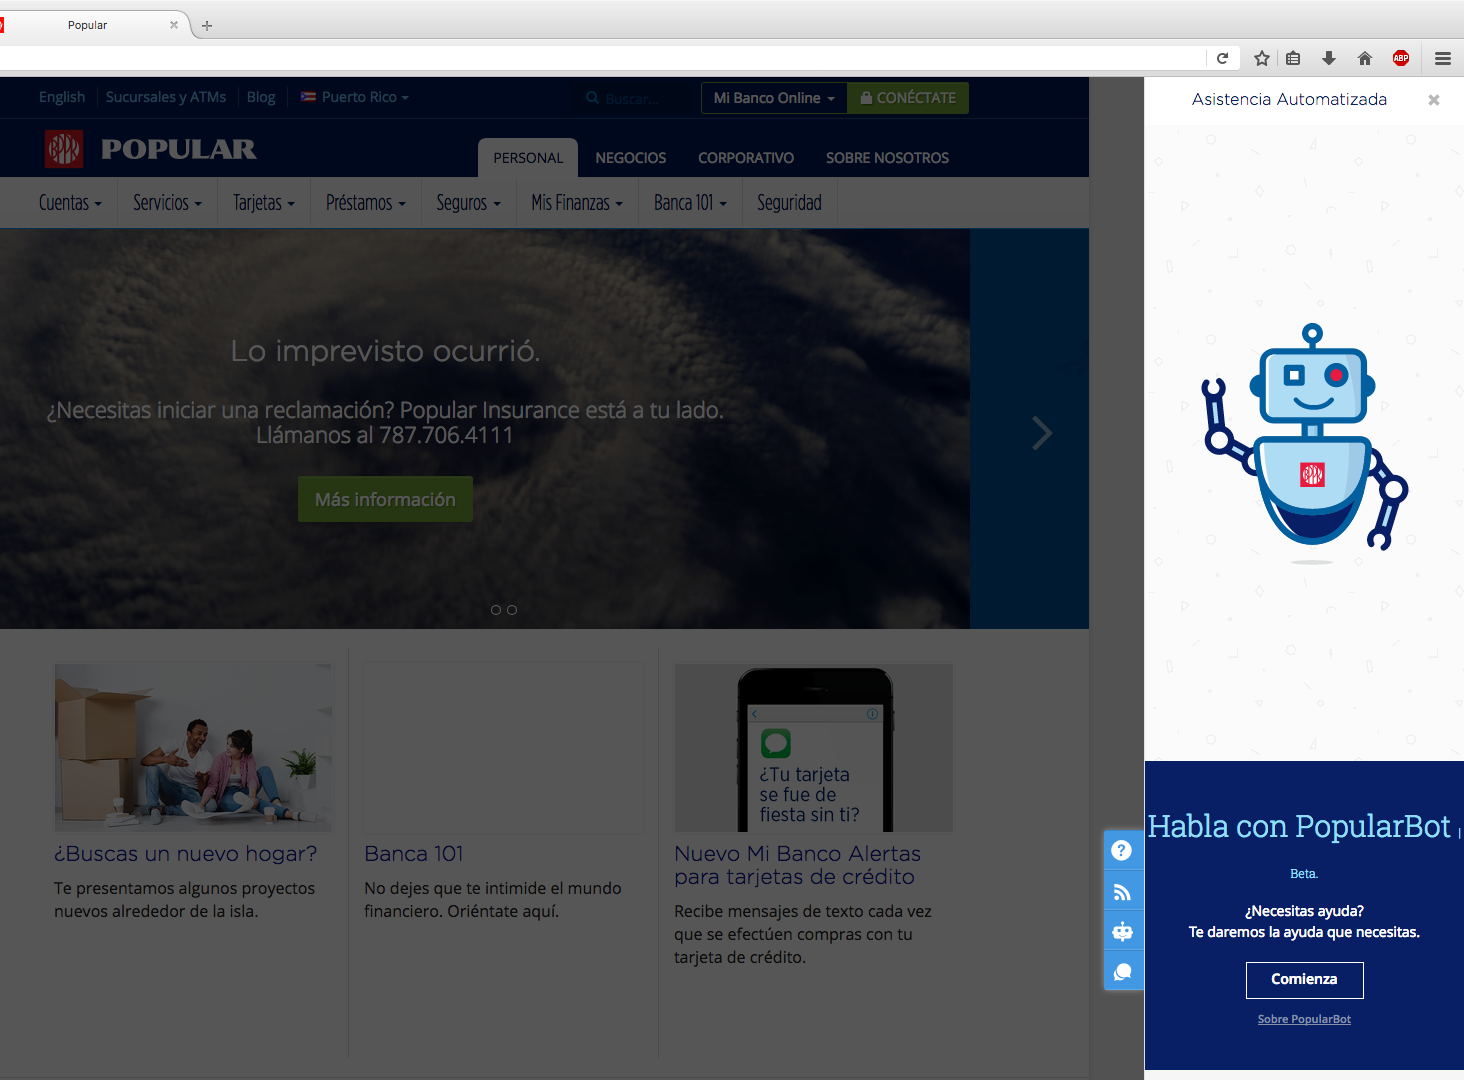 Popular
ABP
English
Sucursales y ATMs
Blog
Puerto Rico
Buscar...
Mi Banco Online
CONÉCTATE
POPULAR
PERSONAL
NEGOCIOS
CORPORATIVO
SOBRE NOSOTROS
Cuentas
Servicios
Tarjetas
Préstamos
Seguros
Mis Finanzas
Banca 101
Seguridad
Lo imprevisto ocurrió.
¿Necesitas iniciar una reclamación? Popular Insurance está a tu lado.
Llámanos al 787.706.4111
Más información
¿Buscas un nuevo hogar?
Te presentamos algunos proyectos
nuevos alrededor de la isla.
Banca 101
No dejes que te intimide el mundo
financiero. Oriéntate aquí.
¿Tu tarjeta
se fue de
fiesta sin ti?
Nuevo Mi Banco Alertas
para tarjetas de crédito
Recibe mensajes de texto cada vez
que se efectúen compras con tu
tarjeta de crédito.
Asistencia Automatizada
Habla con PopularBot
Beta.
¿Necesitas ayuda?
Te daremos la ayuda que necesitas.
Comienza
Sobre PopularBot